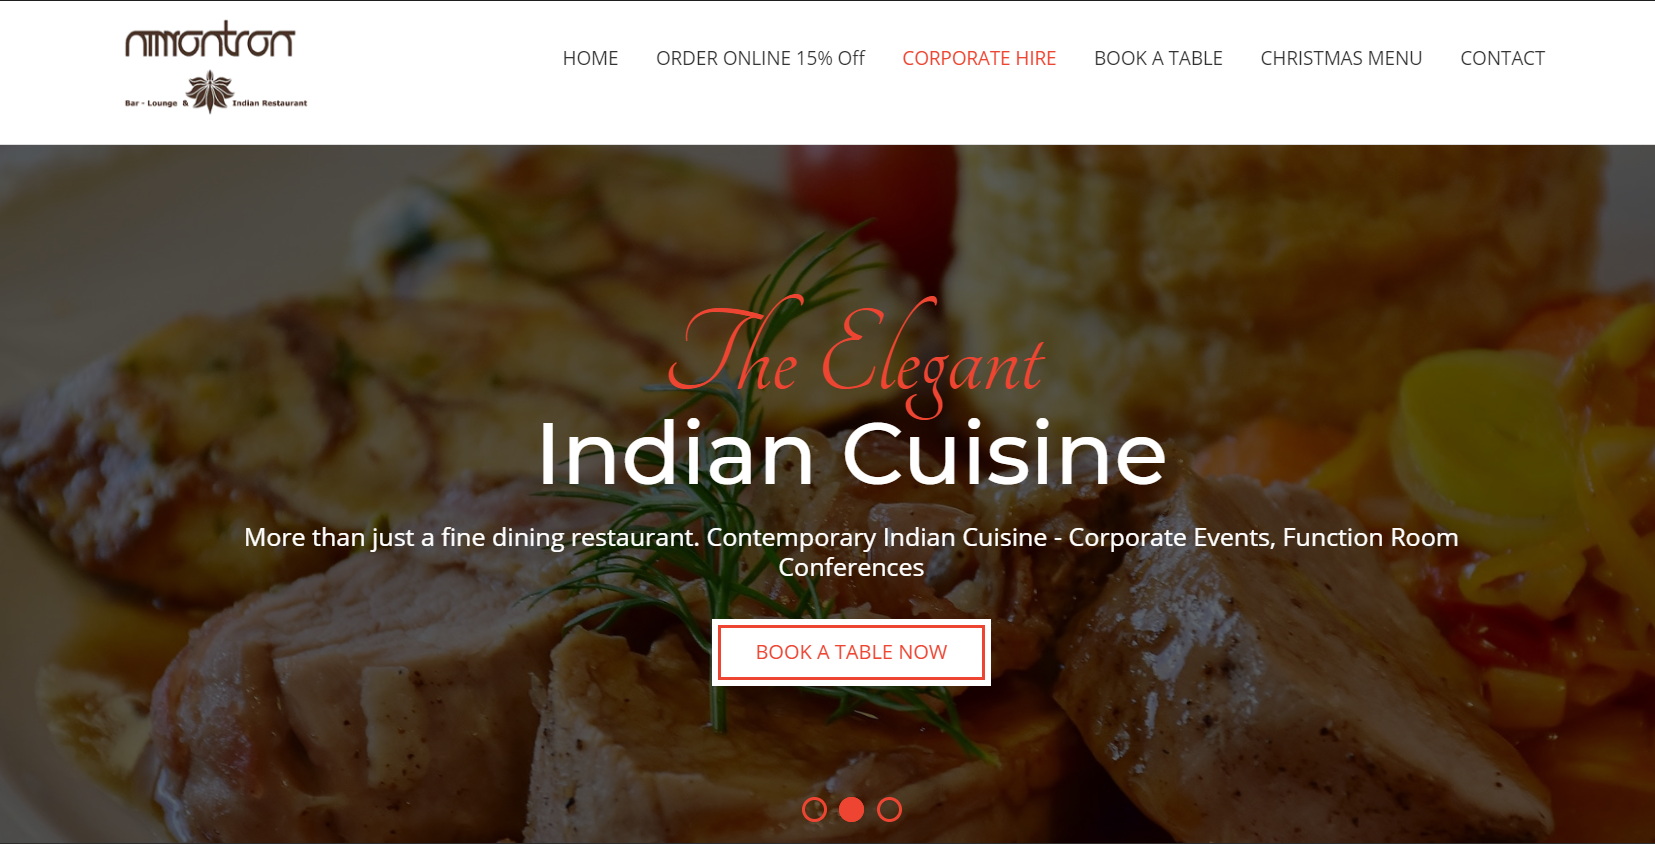 nimontron
Bar - Lounge & Indian Restaurant
HOME ORDER ONLINE 15% Off CORPORATE HIRE BOOK A TABLE CHRISTMAS MENU CONTACT
The Elegant
Indian Cuisine
More than just a fine dining restaurant. Contemporary Indian Cuisine - Corporate Events, Function Room
Conferences
BOOK A TABLE NOW